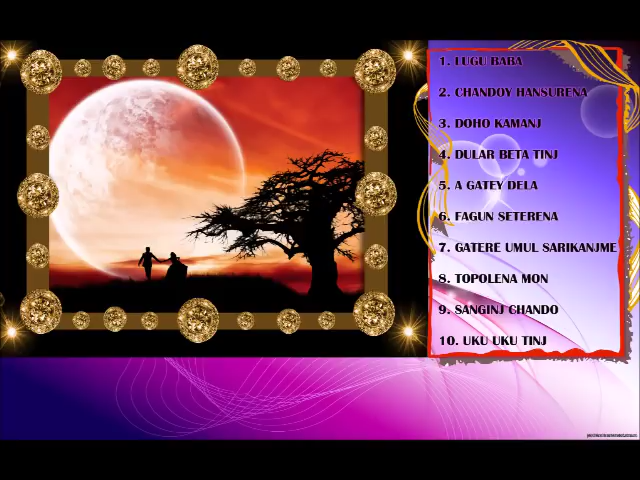 1. LUGU BABA
2. CHANDOY HANSURENA
3. DOHO KAMANJ
4. DULAR BETA TINJ
5. A GATEY DELA
6. FAGUN SETERENA
7. GATERE UMUL SARIKANJME
8. TOPOLENA MON
9. SANGINJ CHANDO
10. UKU UKU TINJ